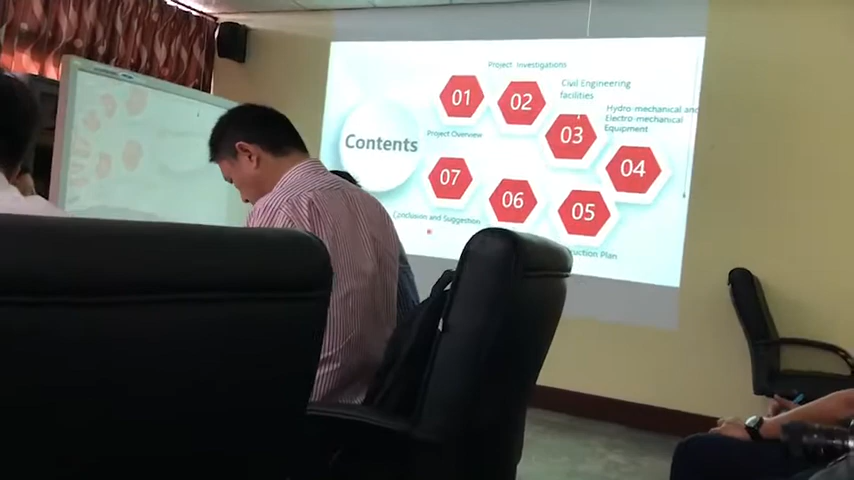 Contents
01
Project Overview
02
Project Investigations
03
Civil Engineering
facilities
04
Hydro-mechanical and
Electro-mechanical
Equipment
05
Plan
06
07
Conclusion and Suggestion